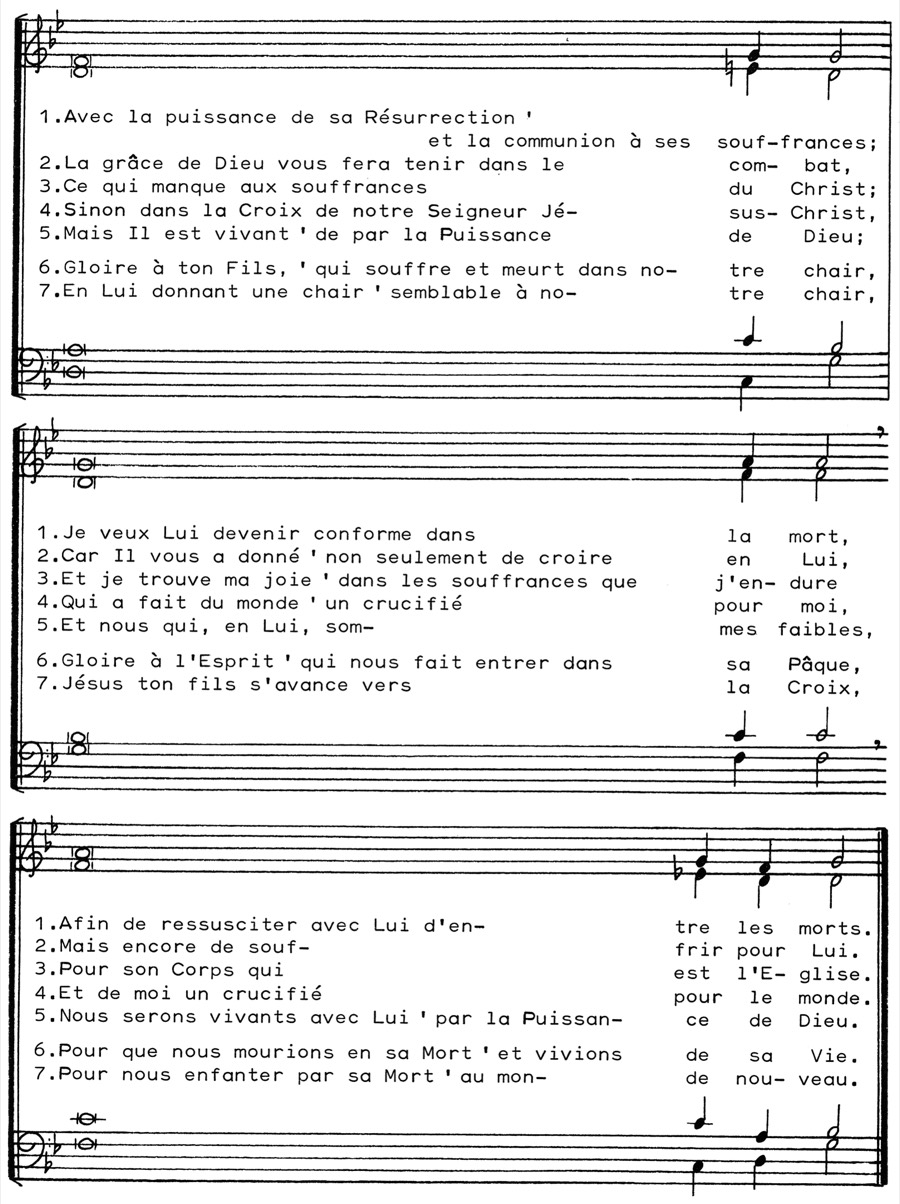 1.Avec la puissance de sa Résurrection '
et la communion à ses souf-frances;
2.La grâce de Dieu vous fera tenir dans le com- bat,
3.Ce qui manque aux souffrances du Christ;
4.Sinon dans la Croix de notre Seigneur Jé- sus- Christ,
5.Mais Il est vivant ' de par la Puissance de Dieu;
6.Gloire à ton Fils, ' qui souffre et meurt dans no- tre chair,
7.En Lui donnant une chair ' semblable à no- tre chair,
1.Je veux Lui devenir conforme dans la mort,
2.Car Il vous a donné ' non seulement de croire en Lui,
3.Et je trouve ma joie ' dans les souffrances que j'en- dure
4.Qui a fait du monde ' un crucifié pour moi,
5.Et nous qui, en Lui, som- mes faibles,
6.Gloire à l'Esprit ' qui nous fait entrer dans sa Pâque,
7.Jésus ton fils s'avance vers la Croix,
1.Afin de ressusciter avec Lui d'en- tre les morts.
2.Mais encore de souf- frir pour Lui.
3.Pour son Corps qui est l'E- glise.
4.Et de moi un crucifié pour le monde.
5.Nous serons vivants avec Lui ' par la Puissan- ce de Dieu.
6.Pour que nous mourions en sa Mort ' et vivions de sa Vie.
7.Pour nous enfanter par sa Mort ' au mon- de nou- veau.